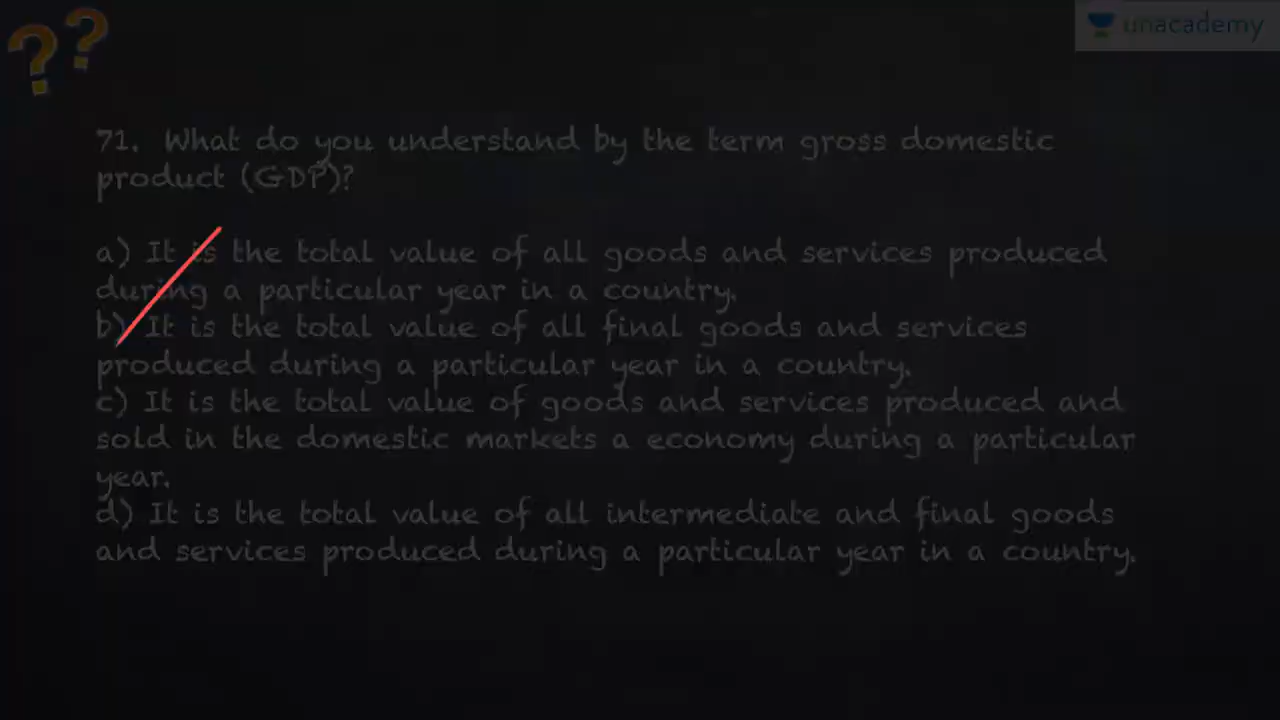 unacademy
71. What do you understand by the term gross domestic
product (GDP)?
a) It is the total value of all goods and services produced
during a particular year in a country.
b) It is the total value of all final goods and services
produced during a particular year in a country.
c) It is the total value of goods and services produced and
sold in the domestic markets a economy during a particular
year.
d) It is the total value of all intermediate and final goods
and services produced during a particular year in a country.